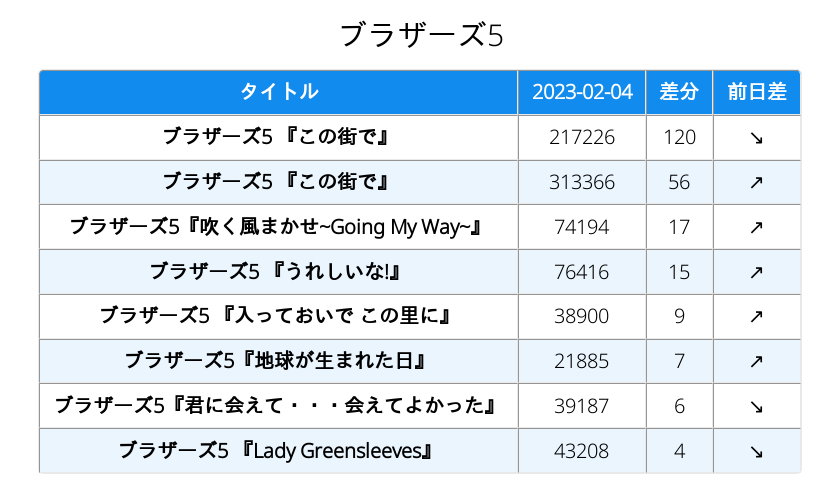 ブラザーズ5
タイトル 2023-02-04 差分 前日差
ブラザーズ5 『この街で』 217226 120 ↘
ブラザーズ5 『この街で』 313366 56 ↗
ブラザーズ5『吹く風まかせ~Going My Way~』 74194 17 ↗
ブラザーズ5 『うれしいな!』 76416 15 ↗
ブラザーズ5 『入っておいで この里に』 38900 9 ↗
ブラザーズ5『地球が生まれた日』 21885 7 ↗
ブラザーズ5『君に会えて・・・会えてよかった』 39187 6 ↘
ブラザーズ5 『Lady Greensleeves』 43208 4 ↘